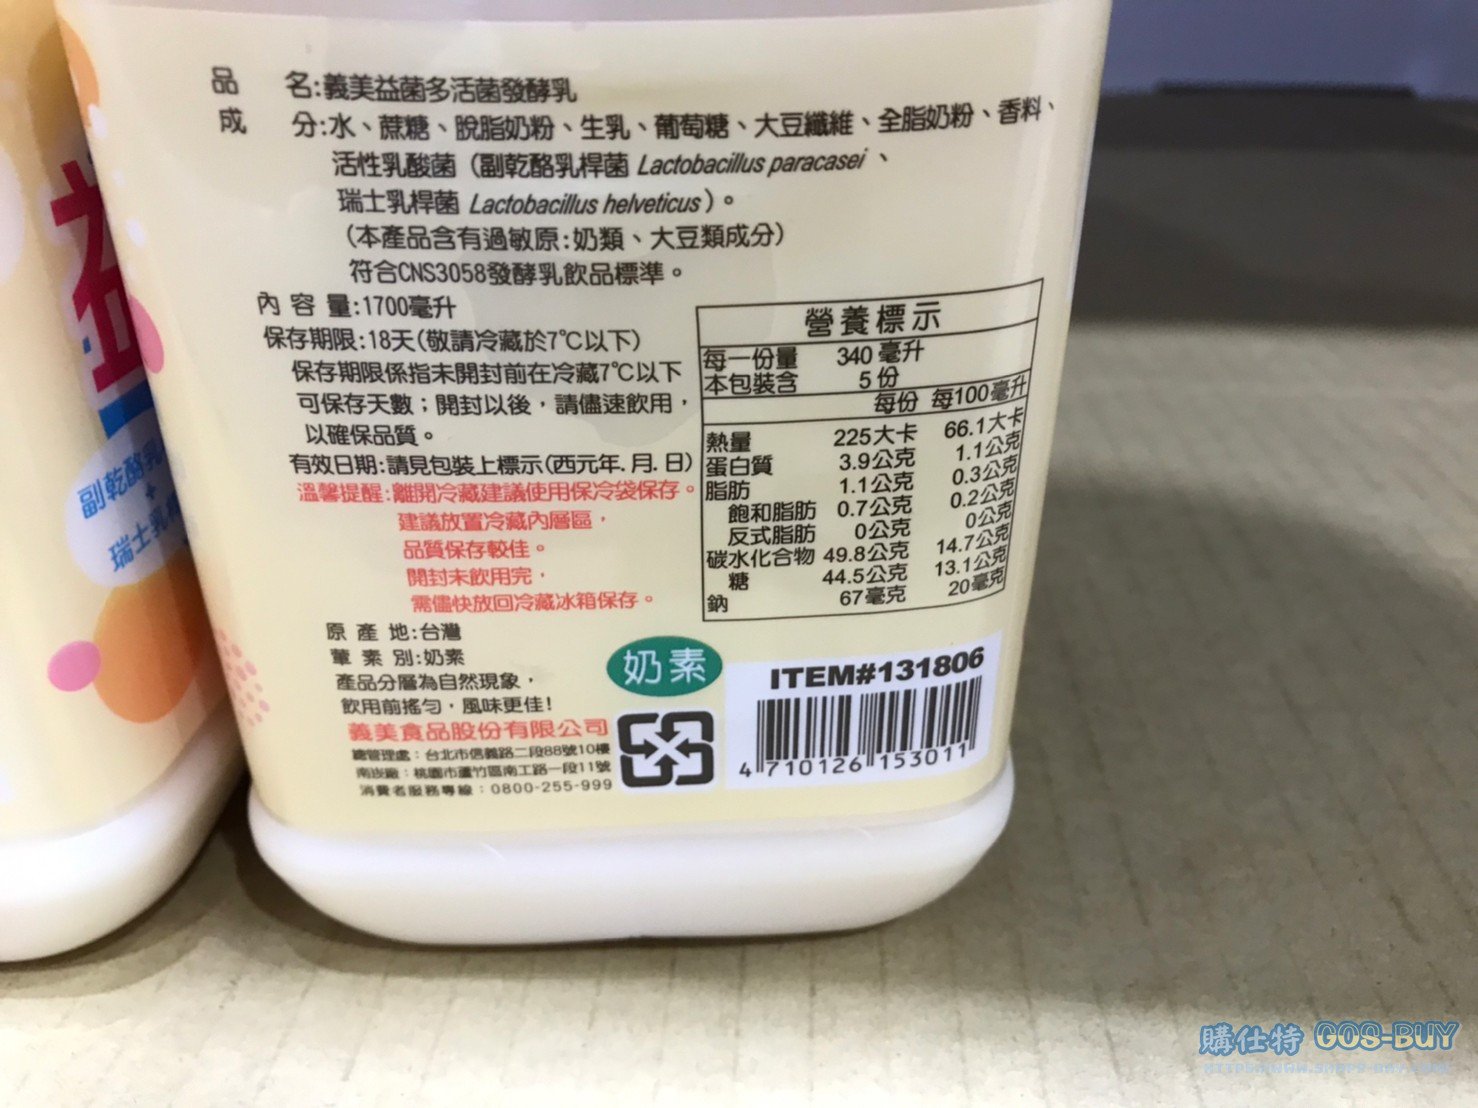 品 名:義美益菌多活菌發酵乳
成 分:水、蔗糖、脫脂奶粉、生乳、葡萄糖、大豆纖維、全脂奶粉、香料、
活性乳酸菌(副乾酪乳桿菌 Lactobacillus paracasei、
瑞士乳桿菌 Lactobacillus helveticus)。
(本產品含有過敏原:奶類、大豆類成分)
符合CNS3058發酵乳飲品標準。
內 容 量:1700毫升
保存期限:18天(敬請冷藏於7℃以下)
保存期限係指未開封前在冷藏7℃以下
可保存天數;開封以後,請儘速飲用,
以確保品質。
有效日期:請見包裝上標示(西元年.月.日)
溫馨提醒:離開冷藏建議使用保冷袋保存。
建議放置冷藏內層區,
品質保存較佳。
開封未飲用完,
需儘快放回冷藏冰箱保存。
原 產 地:台灣
葷 素 別:奶素
產品分層為自然現象,
飲用前搖勻,風味更佳!
義美食品股份有限公司
總管理處:台北市信義路二段88號10樓
南崁廠:桃園市蘆竹區南工路一段11號
消費者服務專線:0800-255-999
營養標示
每一份量 340毫升
本包裝含 5份
每份 每100毫升
熱量 225大卡 66.1大卡
蛋白質 3.9公克 1.1公克
脂肪 1.1公克 0.3公克
飽和脂肪 0.7公克 0.2公克
反式脂肪 0公克 0公克
碳水化合物 49.8公克 14.7公克
糖 44.5公克 13.1公克
鈉 67毫克 20毫克
奶素
ITEM#131806
4 710126 153011
副乾酪乳
+
瑞士乳桿
購仕特 GOS-BUY